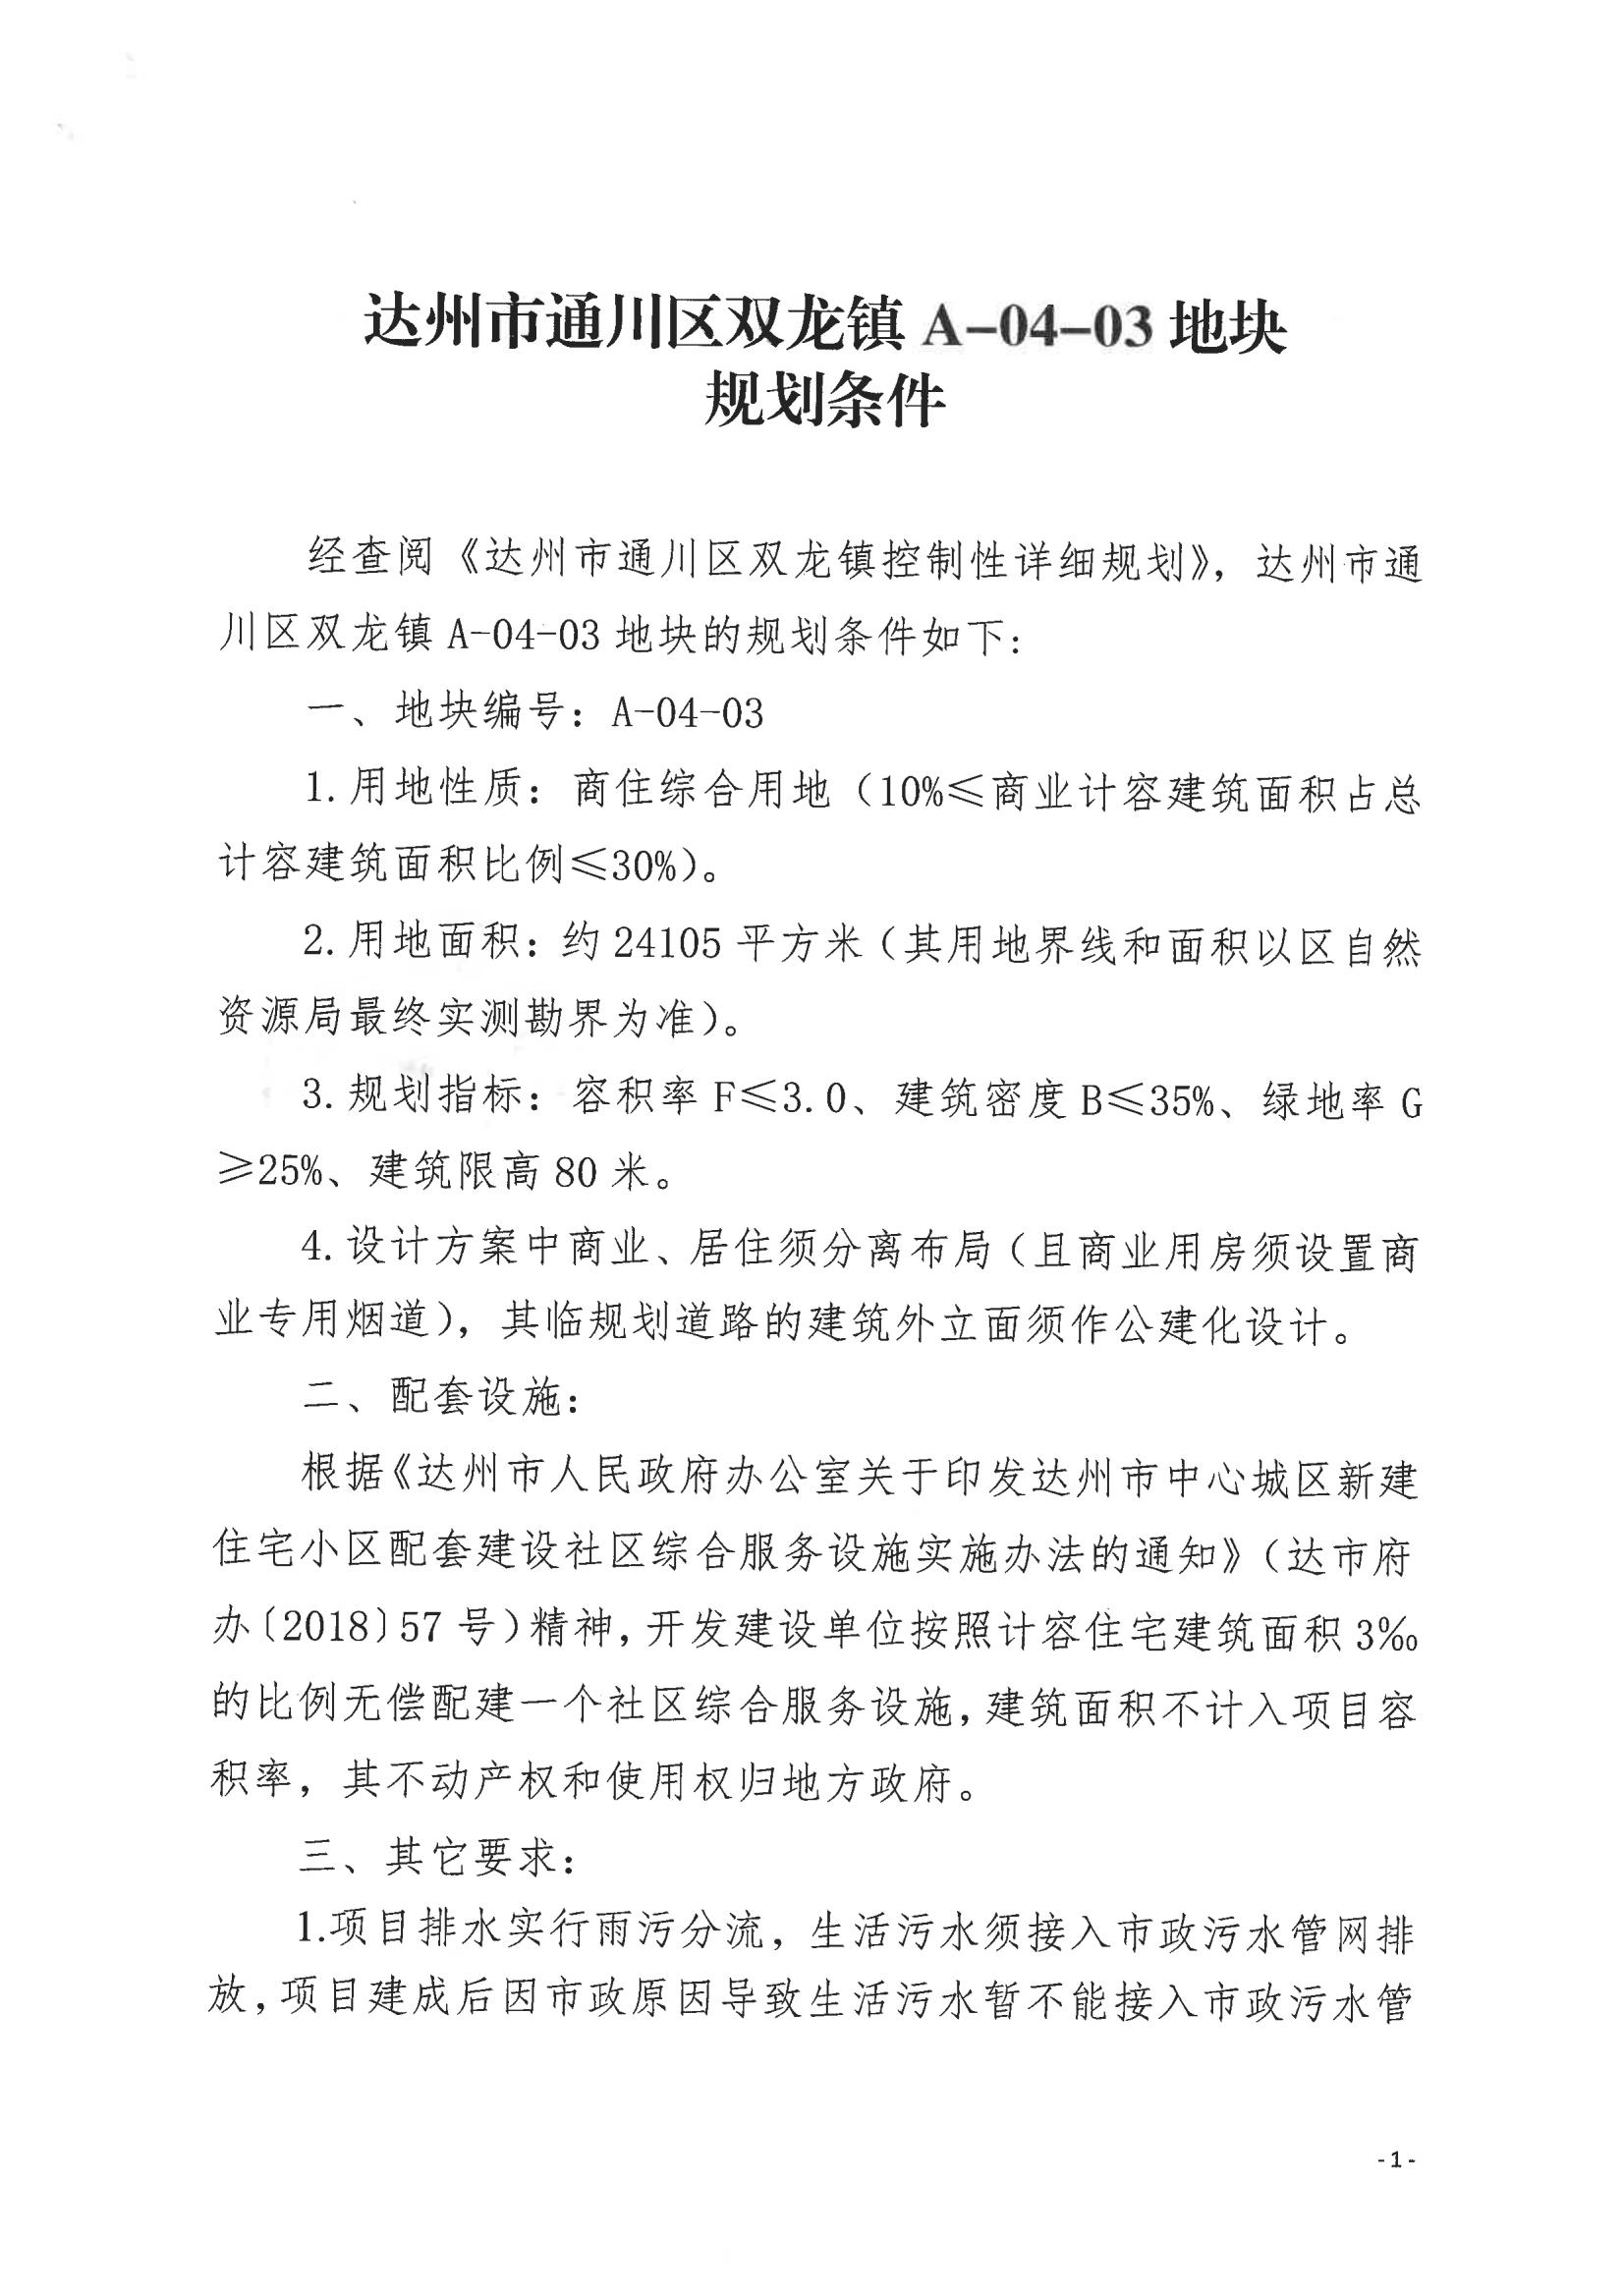 达州市通川区双龙镇 A-04-03 地块
规划条件
经查阅《达州市通川区双龙镇控制性详细规划》，达州市通
川区双龙镇 A-04-03 地块的规划条件如下：
一、地块编号：A-04-03
1.用地性质：商住综合用地（10%≤商业计容建筑面积占总
计容建筑面积比例≤30%）。
2.用地面积：约 24105 平方米（其用地界线和面积以区自然
资源局最终实测勘界为准）。
3.规划指标：容积率 F≤3.0、建筑密度 B≤35%、绿地率 G
≥25%、建筑限高 80 米。
4.设计方案中商业、居住须分离布局（且商业用房须设置商
业专用烟道），其临规划道路的建筑外立面须作公建化设计。
二、配套设施：
根据《达州市人民政府办公室关于印发达州市中心城区新建
住宅小区配套建设社区综合服务设施实施办法的通知》（达市府
办〔2018〕57 号）精神，开发建设单位按照计容住宅建筑面积 3‰
的比例无偿配建一个社区综合服务设施，建筑面积不计入项目容
积率，其不动产权和使用权归地方政府。
三、其它要求：
1.项目排水实行雨污分流，生活污水须接入市政污水管网排
放，项目建成后因市政原因导致生活污水暂不能接入市政污水管
-1-